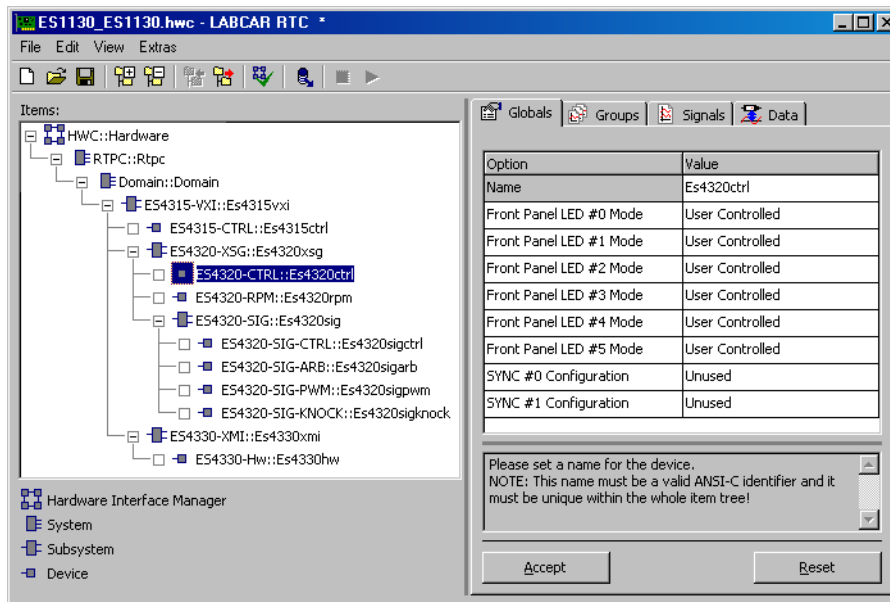 ES1130_ES1130.hwc - LABCAR RTC *
File Edit View Extras
Items:
HWC::Hardware
RTPC::Rtpc
Domain::Domain
ES4315-VXI::Es4315vxi
ES4315-CTRL::Es4315ctrl
ES4320-XSG::Es4320xsg
ES4320-CTRL::Es4320ctrl
ES4320-RPM::Es4320rpm
ES4320-SIG::Es4320sig
ES4320-SIG-CTRL::Es4320sigctrl
ES4320-SIG-ARB::Es4320sigarb
ES4320-SIG-PWM::Es4320sigpwm
ES4320-SIG-KNOCK::Es4320sigknock
ES4330-XMI::Es4330xmi
ES4330-Hw::Es4330hw
Hardware Interface Manager
System
Subsystem
Device
Globals Groups Signals Data
Option Value
Name Es4320ctrl
Front Panel LED #0 Mode User Controlled
Front Panel LED #1 Mode User Controlled
Front Panel LED #2 Mode User Controlled
Front Panel LED #3 Mode User Controlled
Front Panel LED #4 Mode User Controlled
Front Panel LED #5 Mode User Controlled
SYNC #0 Configuration Unused
SYNC #1 Configuration Unused
Please set a name for the device.
NOTE: This name must be a valid ANSI-C identifier and it
must be unique within the whole item tree!
Accept Reset